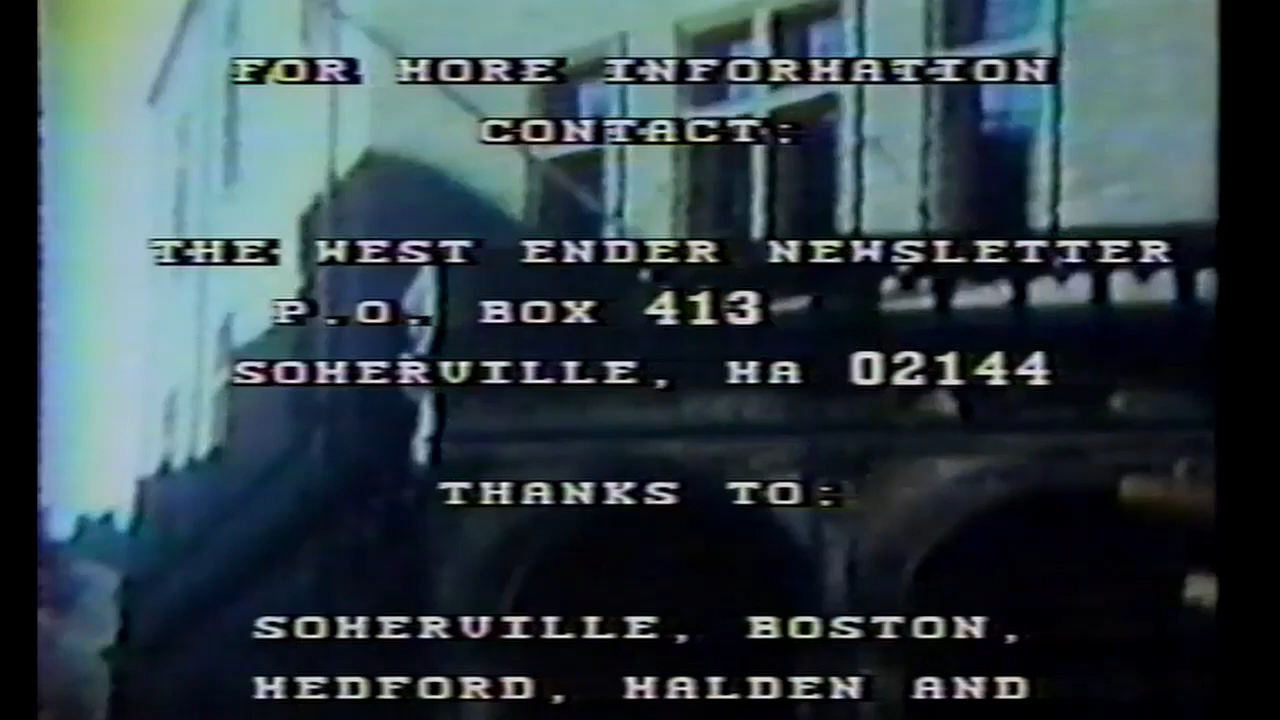 FOR MORE INFORMATION
CONTACT:
THE WEST ENDER NEWSLETTER
P.O. BOX 413
SOMERVILLE, MA 02144
THANKS TO:
SOMERVILLE, BOSTON,
MEDFORD, MALDEN AND